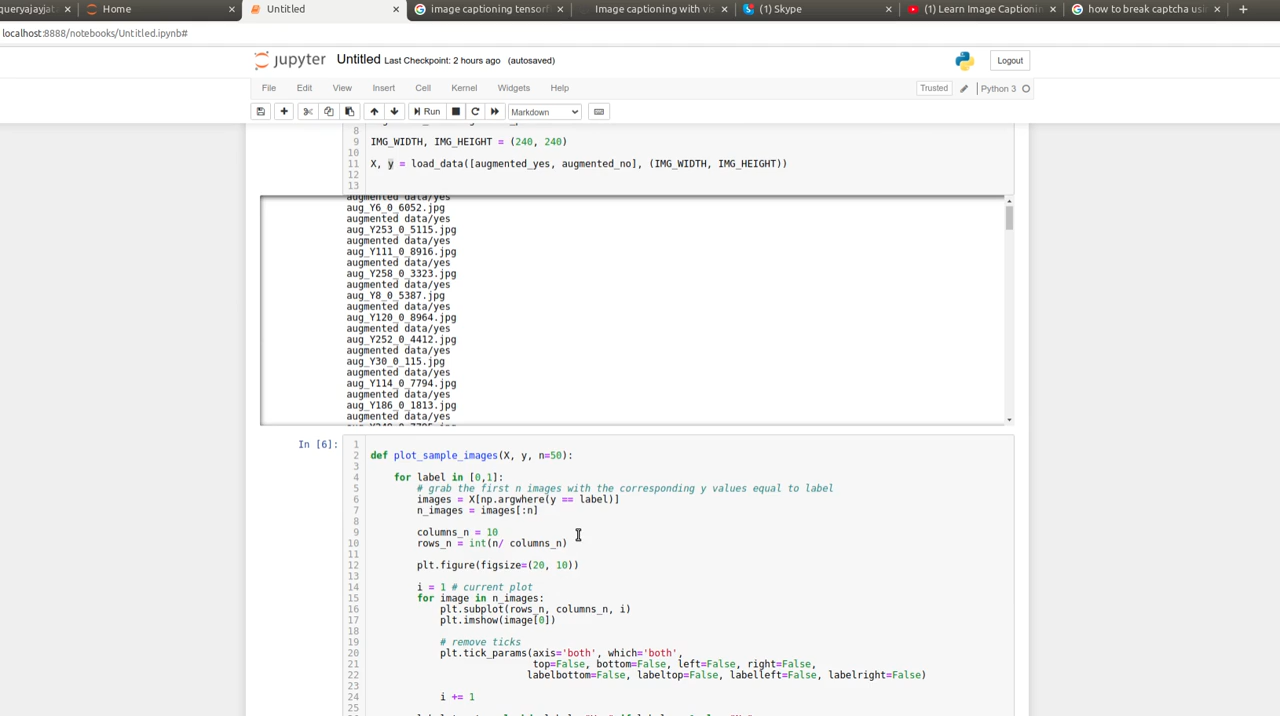 queryajayjat
Home
Untitled
image captioning tensorf
Image captioning with vis
(1) Skype
(1) Learn Image Captionin
how to break captcha usin
localhost:8888/notebooks/Untitled.ipynb#
jupyter Untitled Last Checkpoint: 2 hours ago (autosaved)
Logout
File Edit View Insert Cell Kernel Widgets Help
Trusted Python 3
Run Markdown
8
9 IMG_WIDTH, IMG_HEIGHT = (240, 240)
10
11 X, y = load_data([augmented_yes, augmented_no], (IMG_WIDTH, IMG_HEIGHT))
12
13
augmented data/yes
aug_Y6_0_6052.jpg
augmented data/yes
aug_Y253_0_5115.jpg
augmented data/yes
aug_Y111_0_8916.jpg
augmented data/yes
aug_Y258_0_3323.jpg
augmented data/yes
aug_Y8_0_5387.jpg
augmented data/yes
aug_Y120_0_8964.jpg
augmented data/yes
aug_Y252_0_4412.jpg
augmented data/yes
aug_Y30_0_115.jpg
augmented data/yes
aug_Y114_0_7794.jpg
augmented data/yes
aug_Y186_0_1813.jpg
augmented data/yes
In [6]:
1
2 def plot_sample_images(X, y, n=50):
3
4 for label in [0,1]:
5 # grab the first n images with the corresponding y values equal to label
6 images = X[np.argwhere(y == label)]
7 n_images = images[:n]
8
9 columns_n = 10
10 rows_n = int(n/ columns_n)
11
12 plt.figure(figsize=(20, 10))
13
14 i = 1 # current plot
15 for image in n_images:
16 plt.subplot(rows_n, columns_n, i)
17 plt.imshow(image[0])
18
19 # remove ticks
20 plt.tick_params(axis='both', which='both',
21 top=False, bottom=False, left=False, right=False,
22 labelbottom=False, labeltop=False, labelleft=False, labelright=False)
23
24 i += 1
25